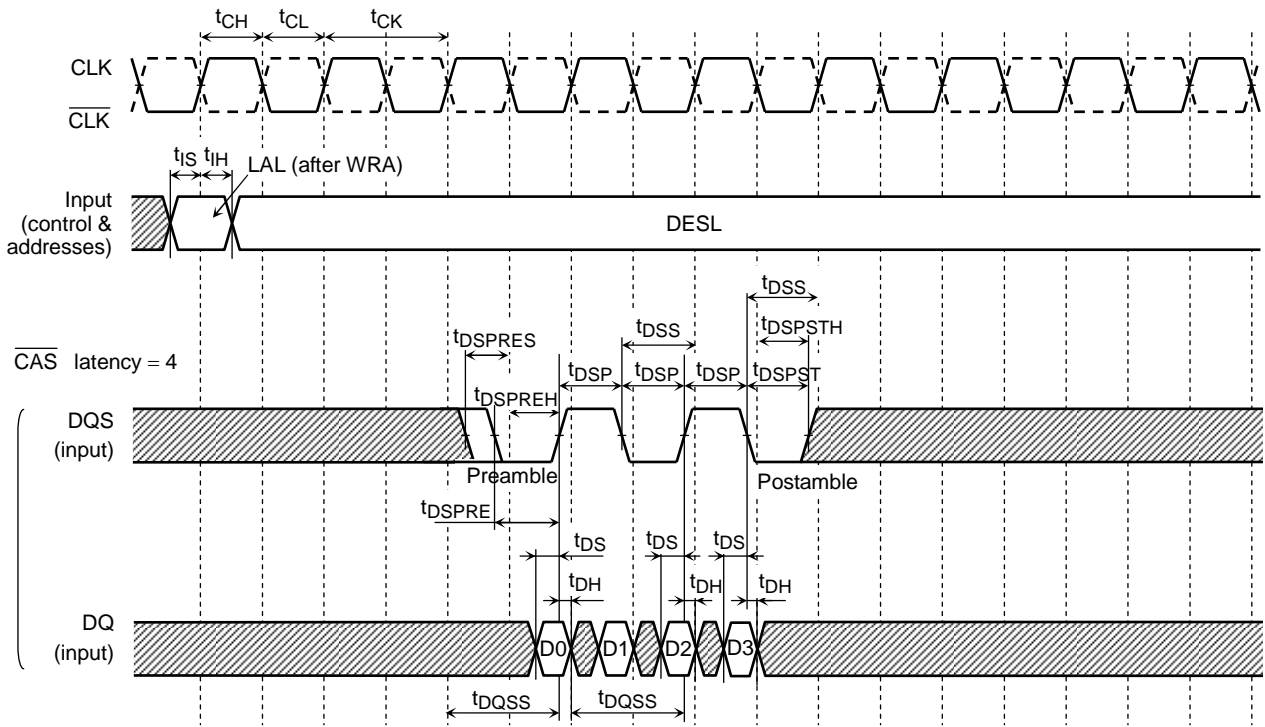 tCH tCL tCK
CLK
CLK
tIS tIH LAL (after WRA)
Input
(control &
addresses)
DESL
tDSS
tDSPRES tDSS tDSPSTH
CAS latency = 4
tDSP tDSP tDSP tDSPST
tDSPREH
DQS
(input)
Preamble Postamble
tDSPRE
tDS tDS tDS
tDH tDH tDH
DQ
(input)
D0 D1 D2 D3
tDQSS tDQSS